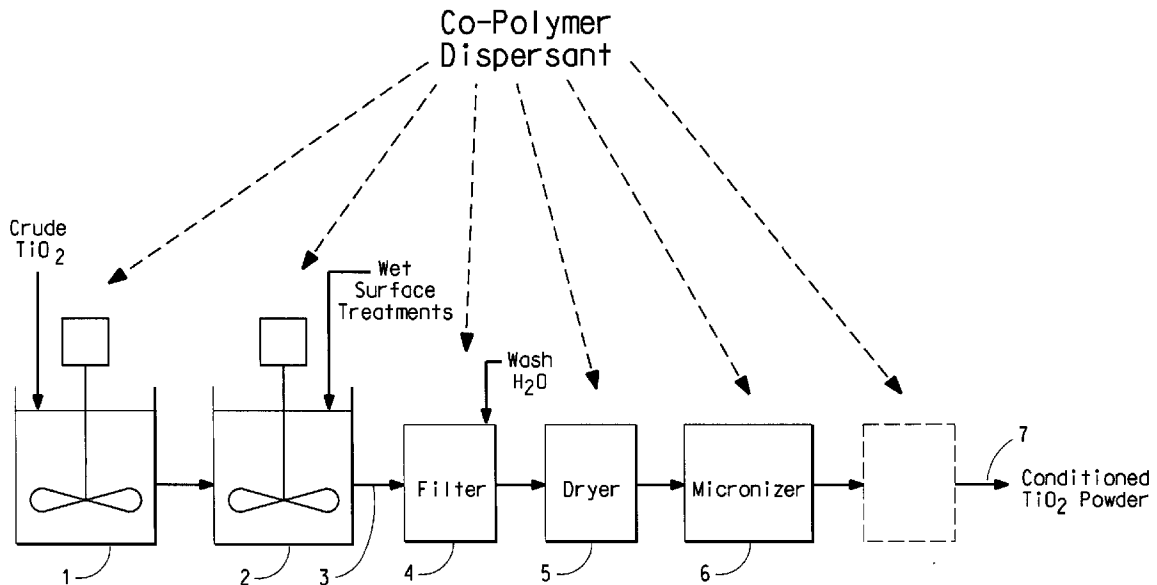 Co-Polymer
Dispersant
Crude
TiO₂
Wet
Surface
Treatments
Wash
H₂O
Filter
Dryer
Micronizer
7
Conditioned
TiO₂ Powder
1
2
3
4
5
6